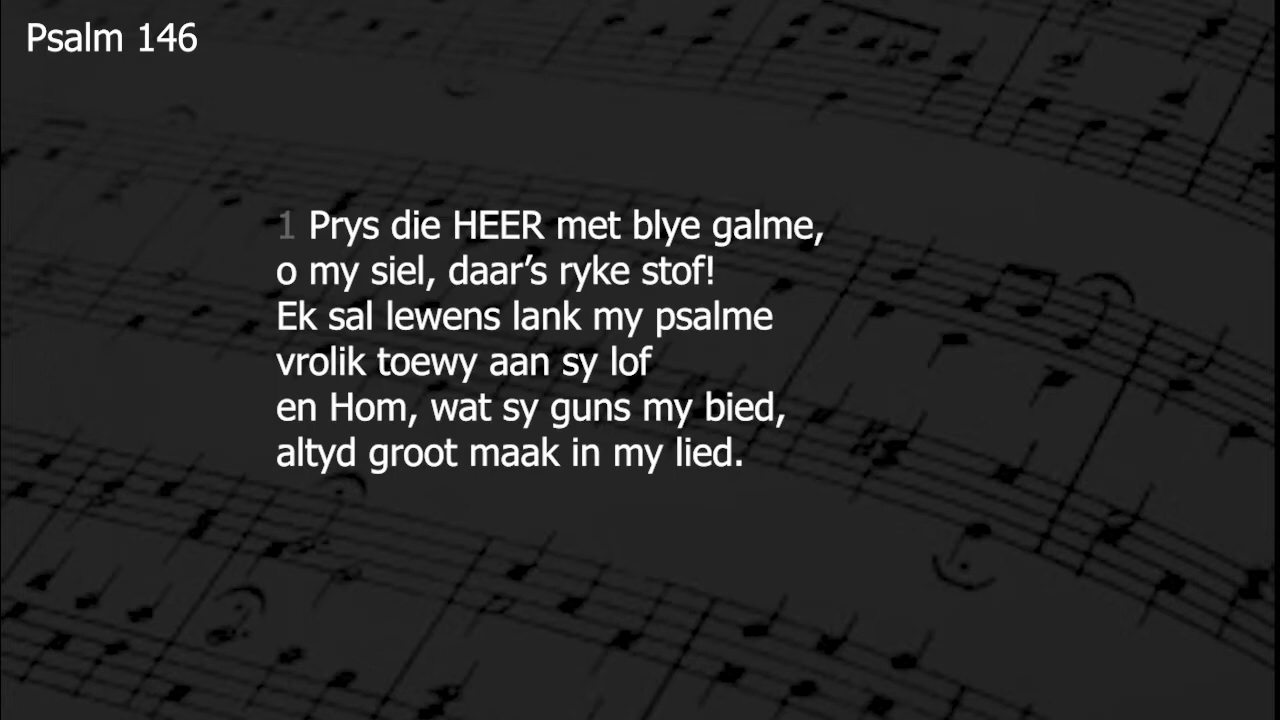 Psalm 146
1 Prys die HEER met blye galme,
o my siel, daar’s ryke stof!
Ek sal lewens lank my psalme
vrolik toewy aan sy lof
en Hom, wat sy guns my bied,
altyd groot maak in my lied.